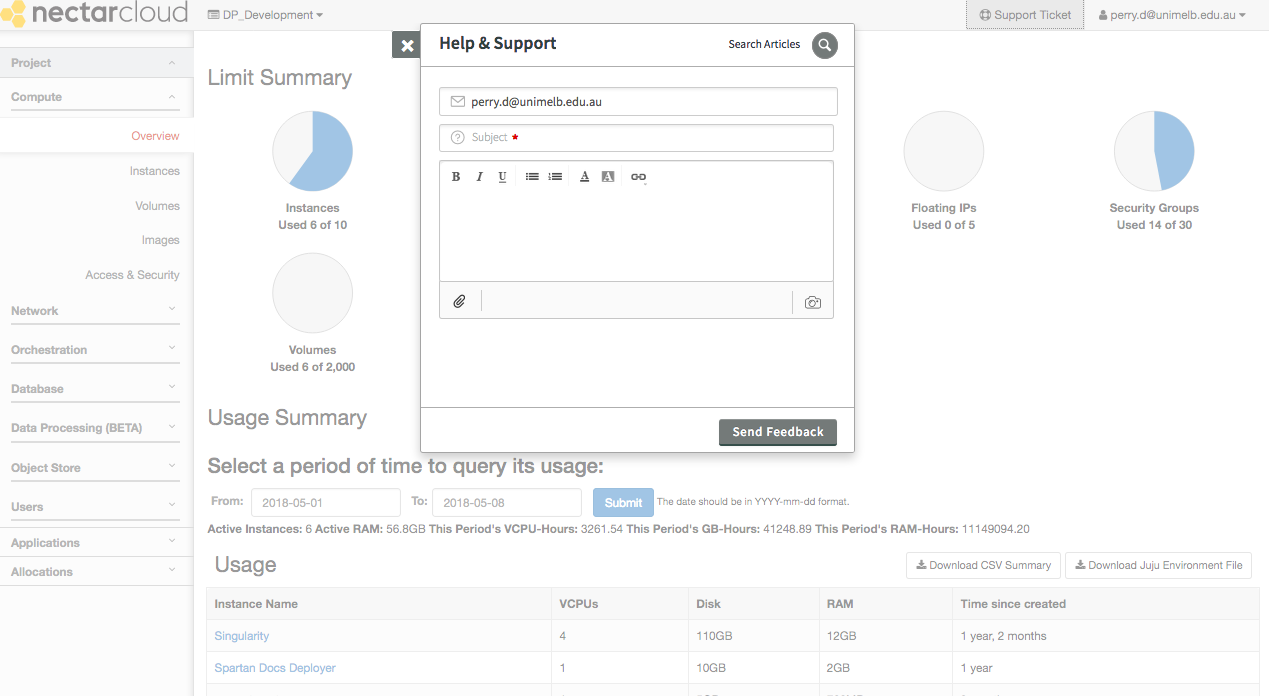 nectarcloud
DP_Development
Support Ticket
perry.d@unimelb.edu.au
Project
Compute
Overview
Instances
Volumes
Images
Access & Security
Network
Orchestration
Database
Data Processing (BETA)
Object Store
Users
Applications
Allocations
Limit Summary
Instances
Used 6 of 10
Floating IPs
Used 0 of 5
Security Groups
Used 14 of 30
Volumes
Used 6 of 2,000
Help & Support
Search Articles
perry.d@unimelb.edu.au
Subject *
B I U A A
Send Feedback
Usage Summary
Select a period of time to query its usage:
From: 2018-05-01 To: 2018-05-08 Submit The date should be in YYYY-mm-dd format.
Active Instances: 6 Active RAM: 56.8GB This Period's VCPU-Hours: 3261.54 This Period's GB-Hours: 41248.89 This Period's RAM-Hours: 11149094.20
Usage
Download CSV Summary
Download Juju Environment File
Instance Name VCPUs Disk RAM Time since created
Singularity 4 110GB 12GB 1 year, 2 months
Spartan Docs Deployer 1 10GB 2GB 1 year